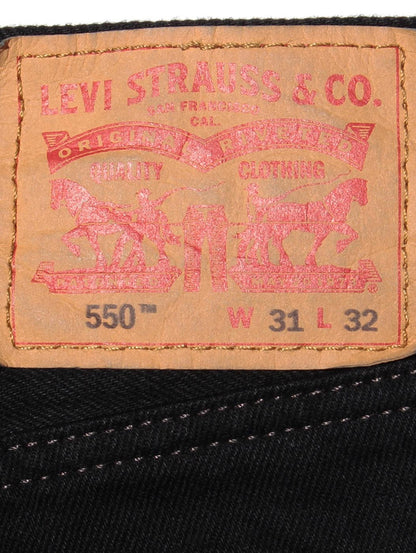 LEVI STRAUSS & CO.
SAN FRANCISCO
CAL.
ORIGINAL RIVETED
QUALITY CLOTHING
550™ W 31 L 32